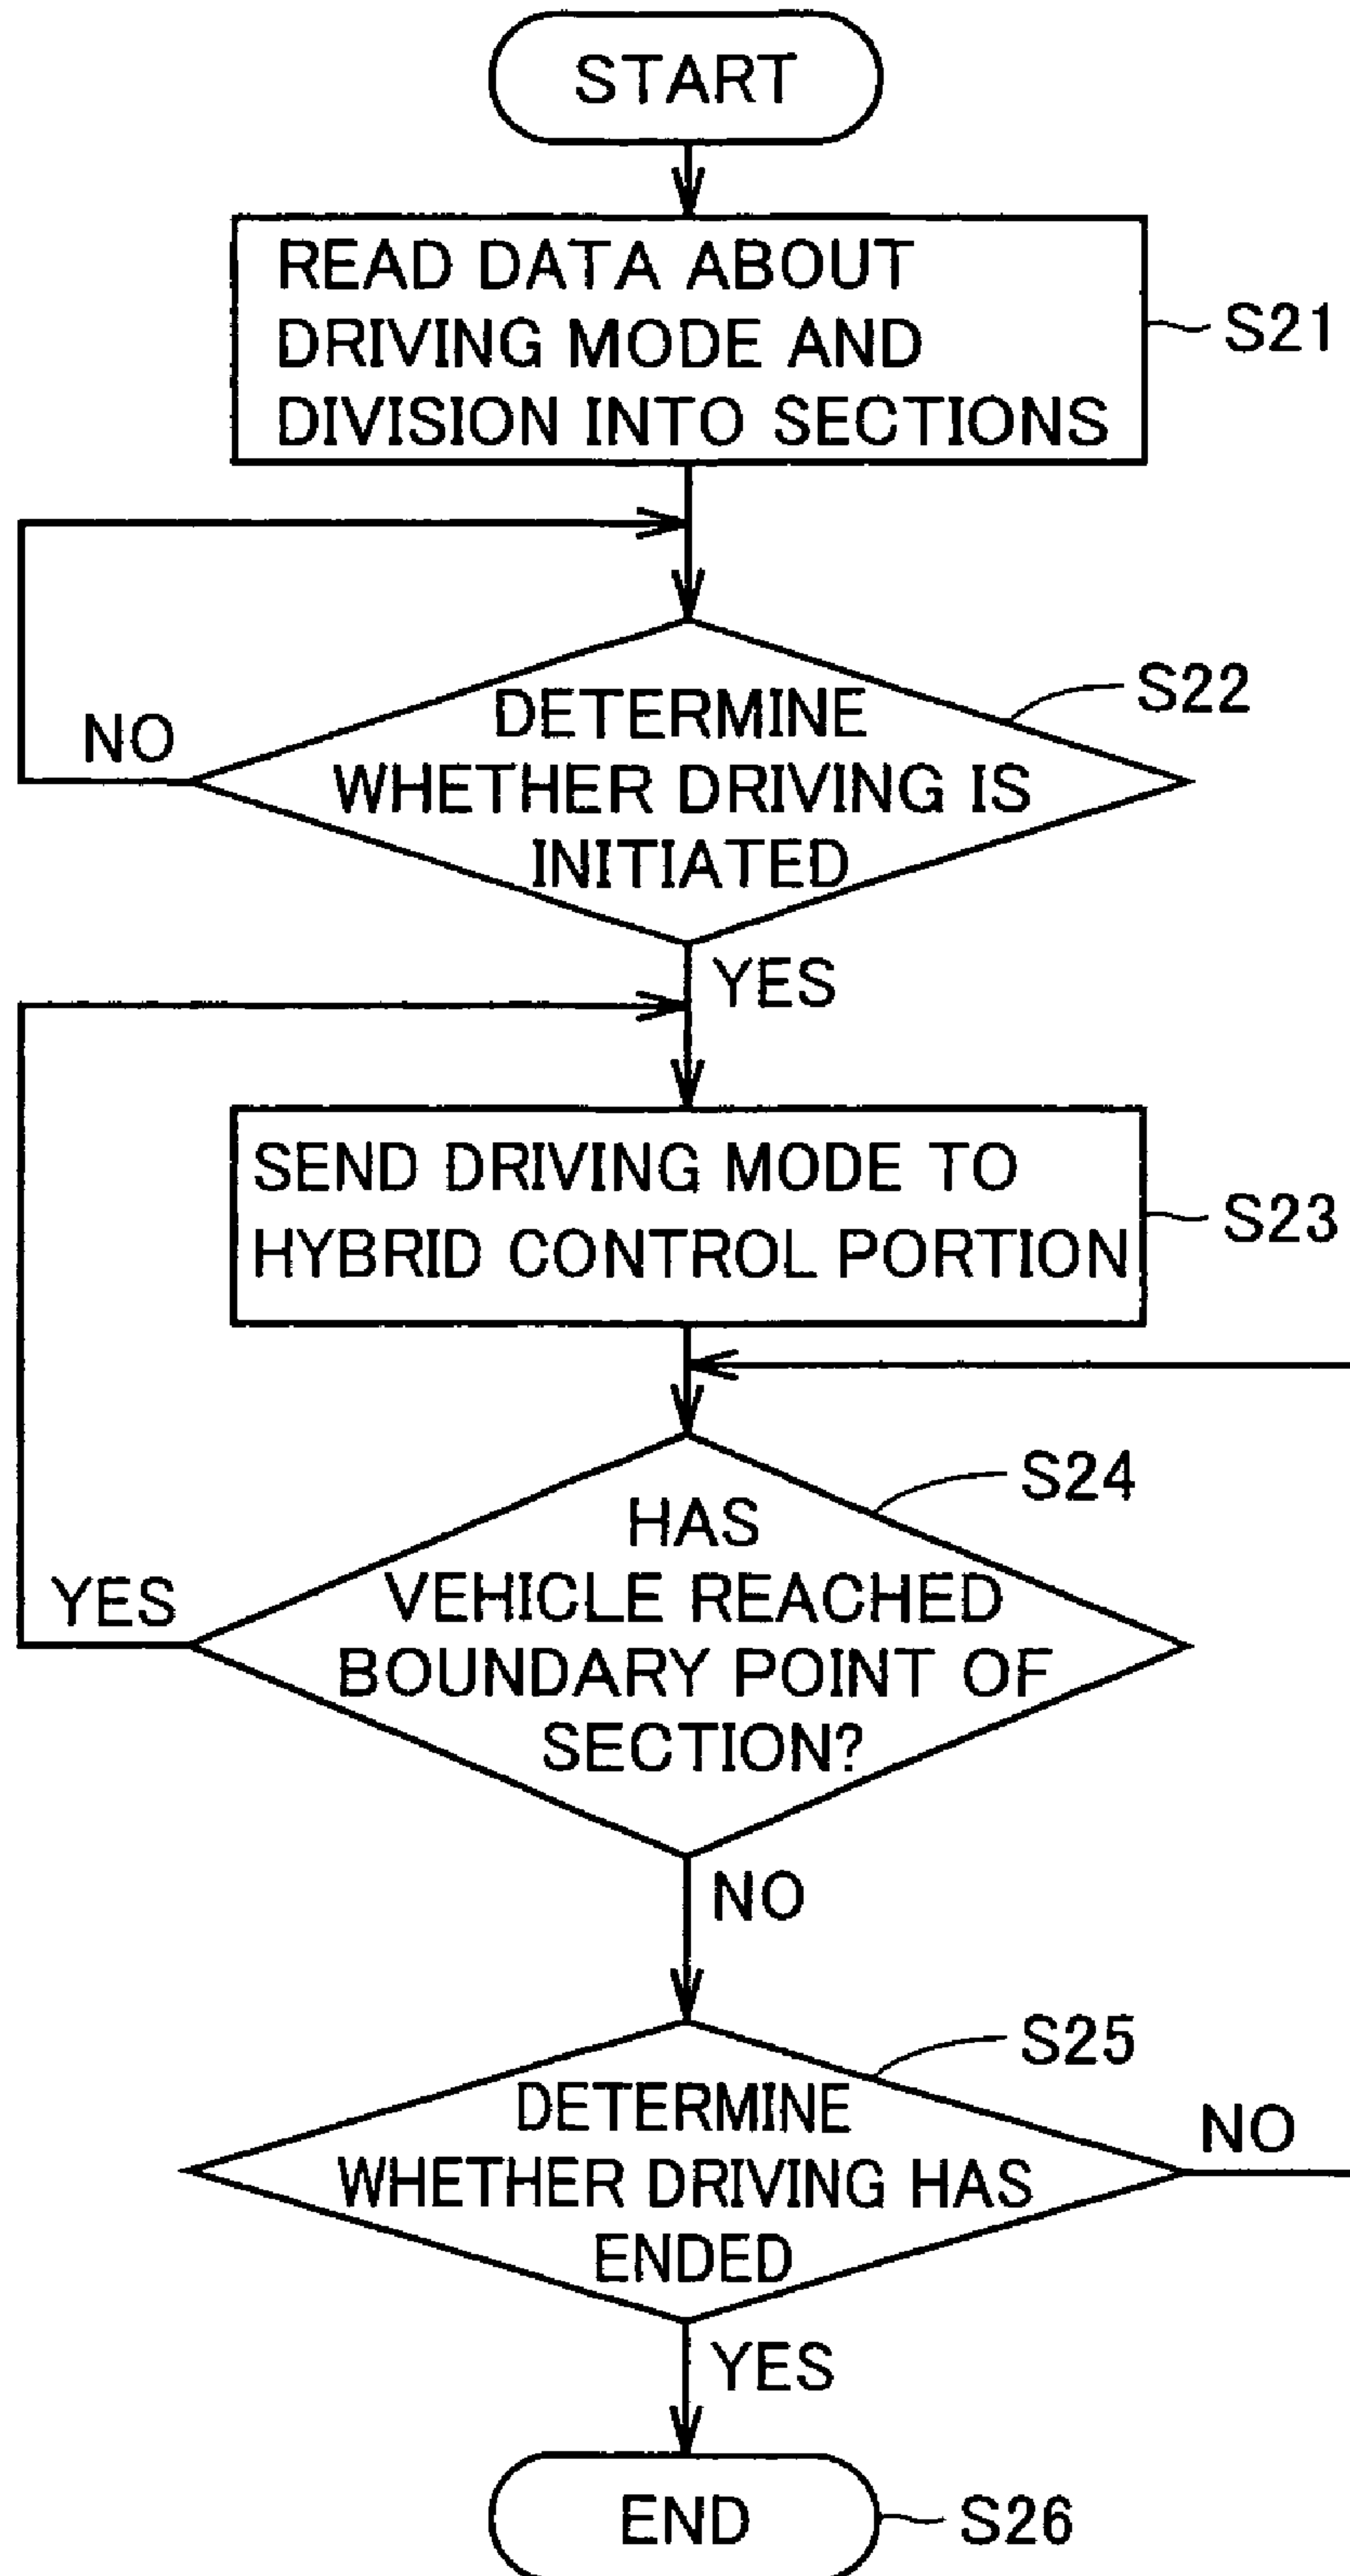 START
READ DATA ABOUT
DRIVING MODE AND
DIVISION INTO SECTIONS
S21
S22
DETERMINE
WHETHER DRIVING IS
INITIATED
NO
YES
SEND DRIVING MODE TO
HYBRID CONTROL PORTION
S23
S24
HAS
VEHICLE REACHED
BOUNDARY POINT OF
SECTION?
YES
NO
S25
DETERMINE
WHETHER DRIVING HAS
ENDED
NO
YES
END
S26